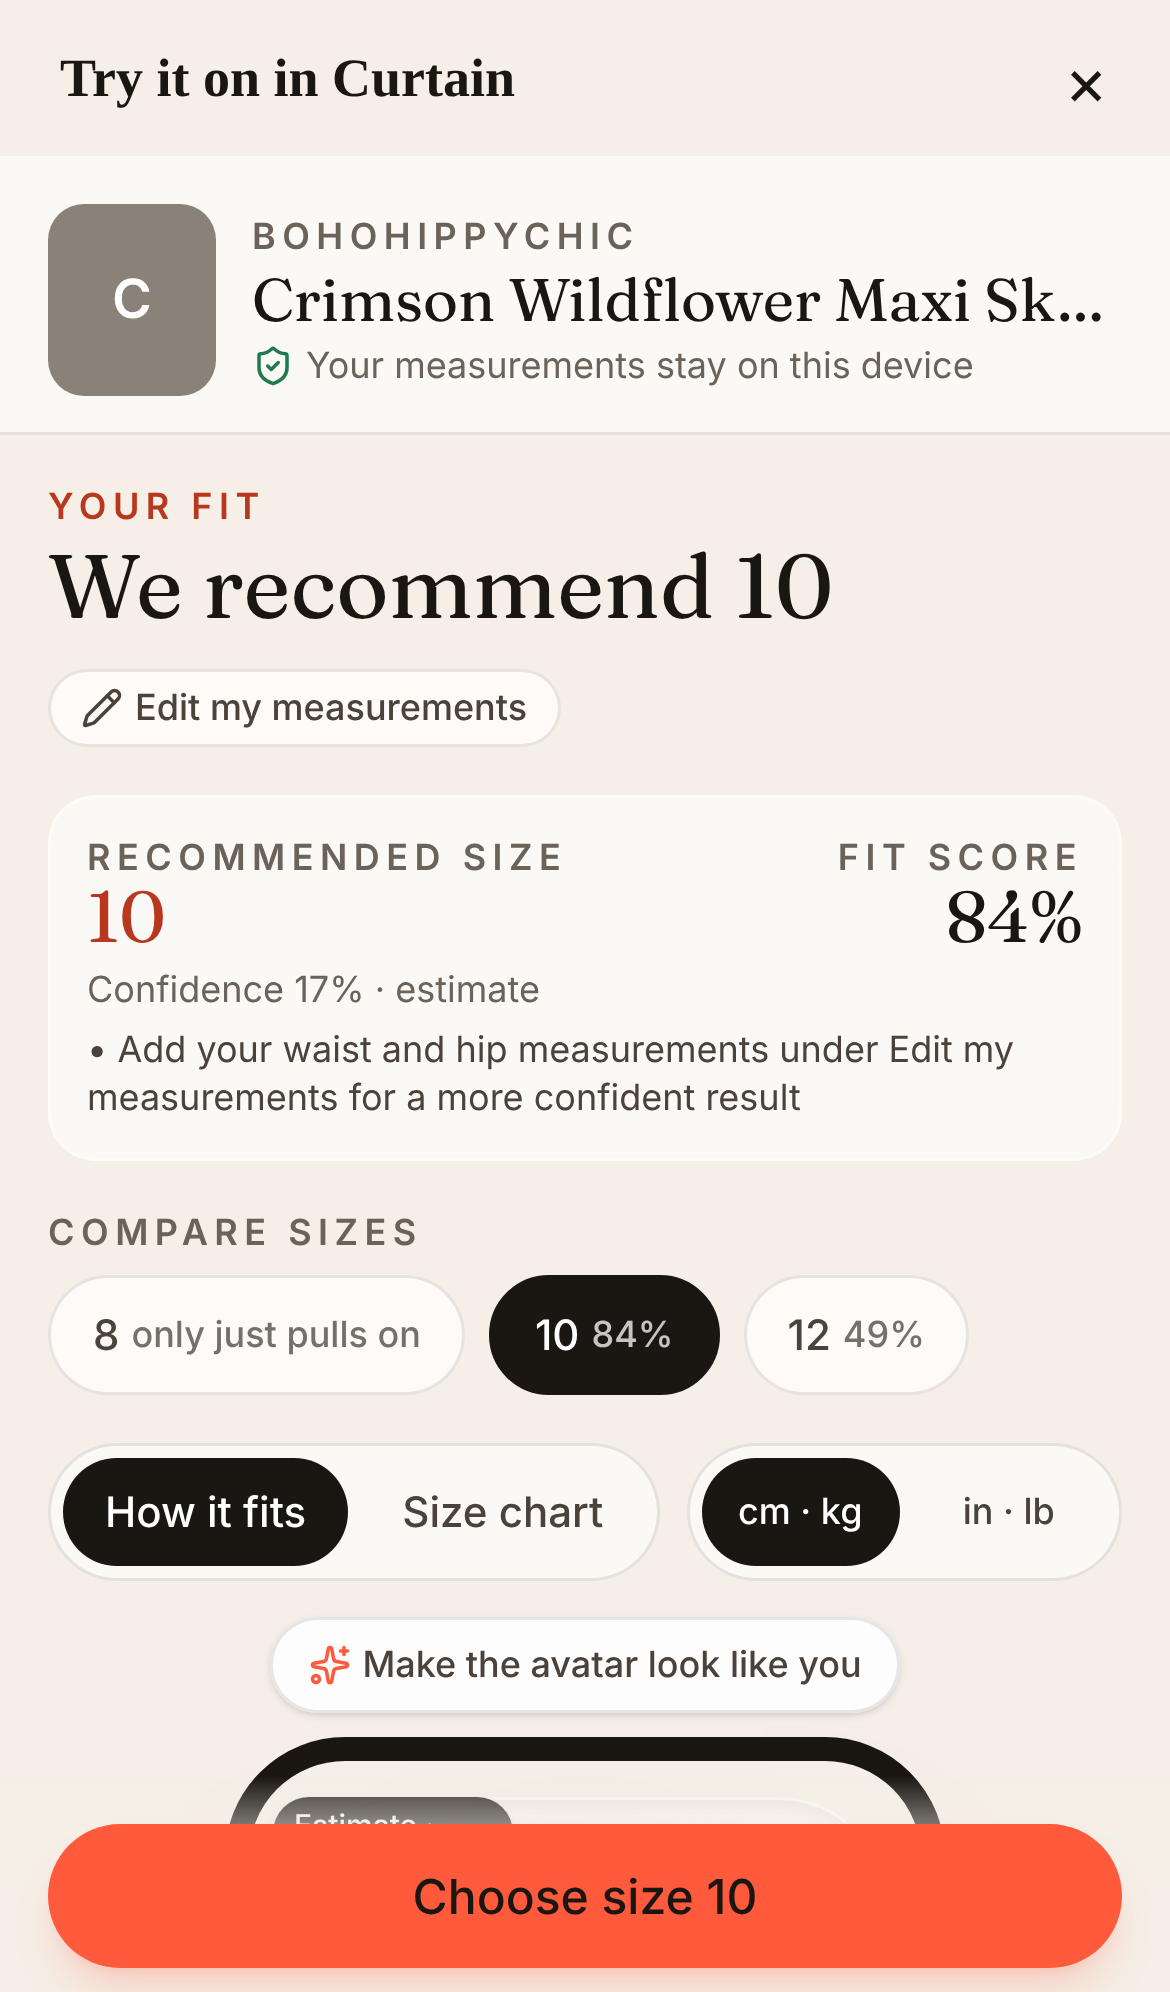 Try it on in Curtain
C
BOHOHIPPYCHIC
Crimson Wildflower Maxi Sk...
Your measurements stay on this device
YOUR FIT
We recommend 10
Edit my measurements
RECOMMENDED SIZE
FIT SCORE
10
84%
Confidence 17% · estimate
• Add your waist and hip measurements under Edit my
measurements for a more confident result
COMPARE SIZES
8 only just pulls on
10 84%
12 49%
How it fits
Size chart
cm · kg
in · lb
Make the avatar look like you
Estimate ·
Choose size 10